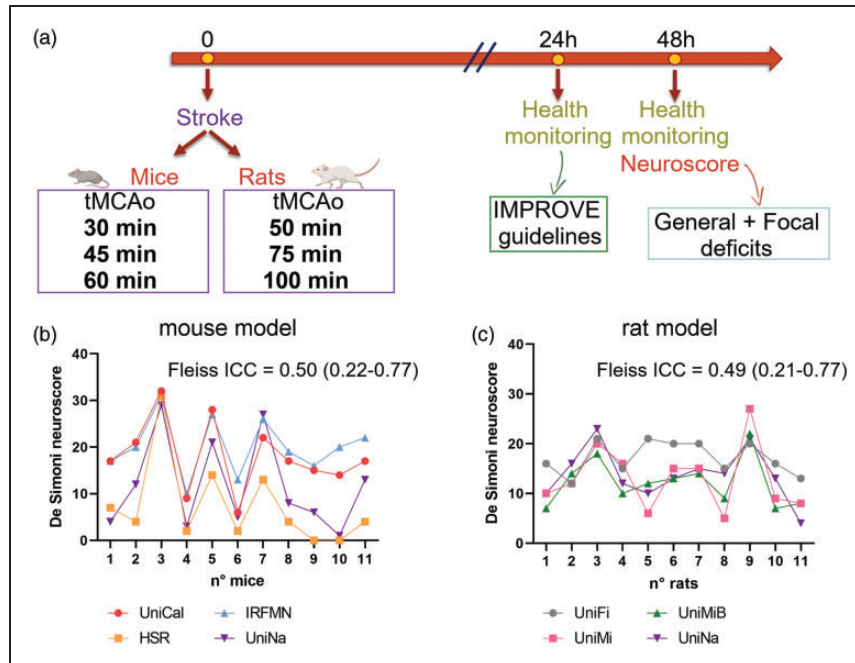 (a)
0 24h 48h
Stroke
Health monitoring
Health monitoring
Neuroscore
Mice
Rats
tMCAo
30 min
45 min
60 min
tMCAo
50 min
75 min
100 min
IMPROVE
guidelines
General + Focal
deficits
(b) mouse model
Fleiss ICC = 0.50 (0.22-0.77)
De Simoni neuroscore
40
30
20
10
0
1 2 3 4 5 6 7 8 9 10 11
n° mice
UniCal IRFMN
HSR UniNa
(c) rat model
Fleiss ICC = 0.49 (0.21-0.77)
De Simoni neuroscore
40
30
20
10
0
1 2 3 4 5 6 7 8 9 10 11
n° rats
UniFi UniMiB
UniMi UniNa